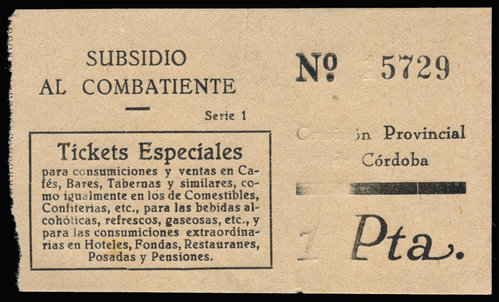 SUBSIDIO
AL COMBATIENTE
Serie 1
Tickets Especiales
para consumiciones y ventas en Ca-
fés, Bares, Tabernas y similares, co-
mo igualmente en los de Comestibles,
Confiterias, etc., para las bebidas al-
cohólicas, refrescos, gaseosas, etc., y
para las consumiciones extraordina-
rias en Hoteles, Fondas, Restauranes,
Posadas y Pensiones.
Nº 5729
Provincial
Córdoba
1 Pta.